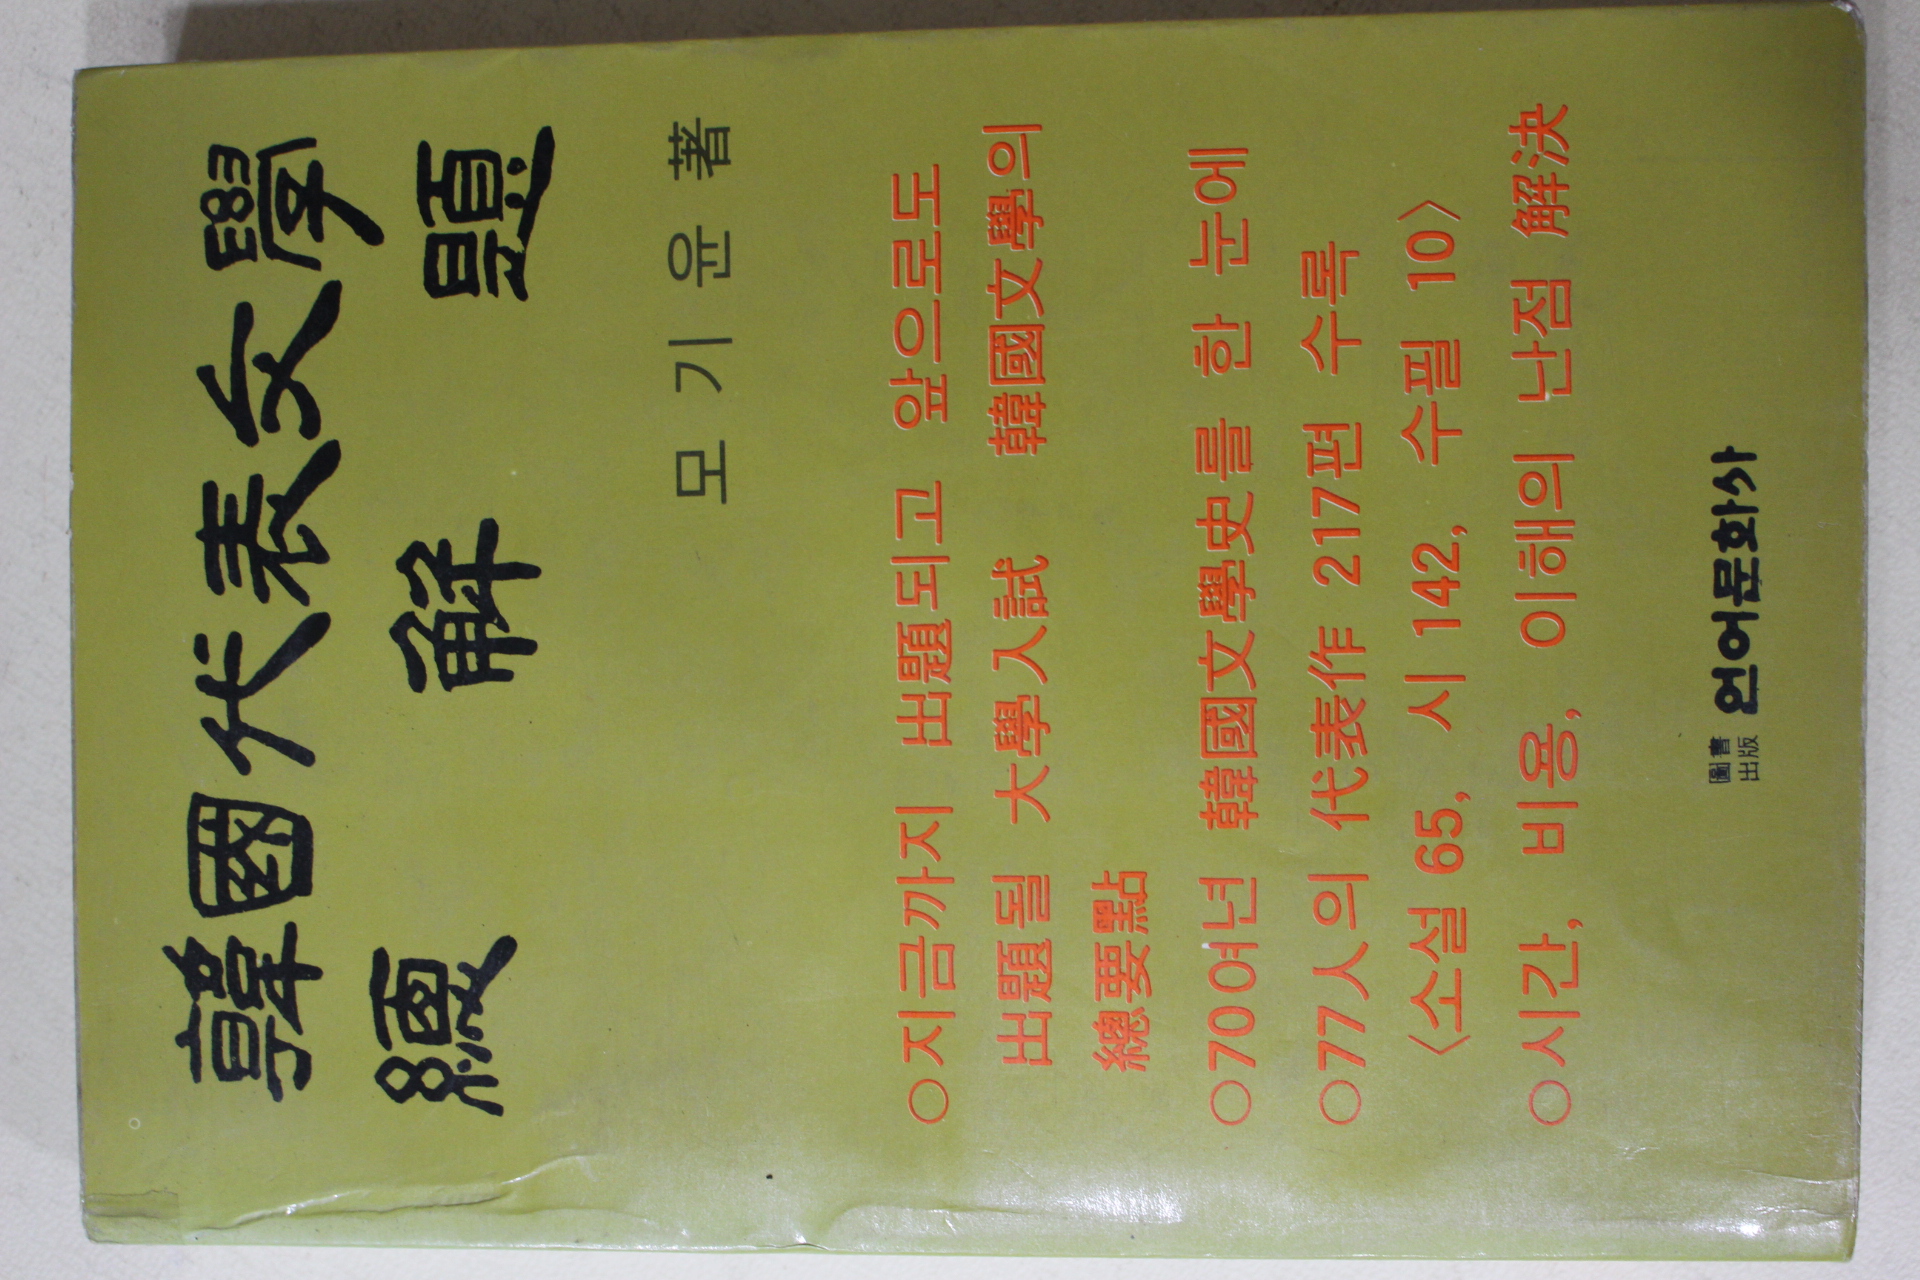 韓國代表文學
總 解 題
모 기 윤 著
○지금까지 出題되고 앞으로도
出題될 大學入試 韓國文學의
總要點
○70여년 韓國文學史를 한 눈에
○77人의 代表作 217편 수록
〈소설 65, 시 142, 수필 10〉
○시간, 비용, 이해의 난점 解決
圖書
出版 언어문화사